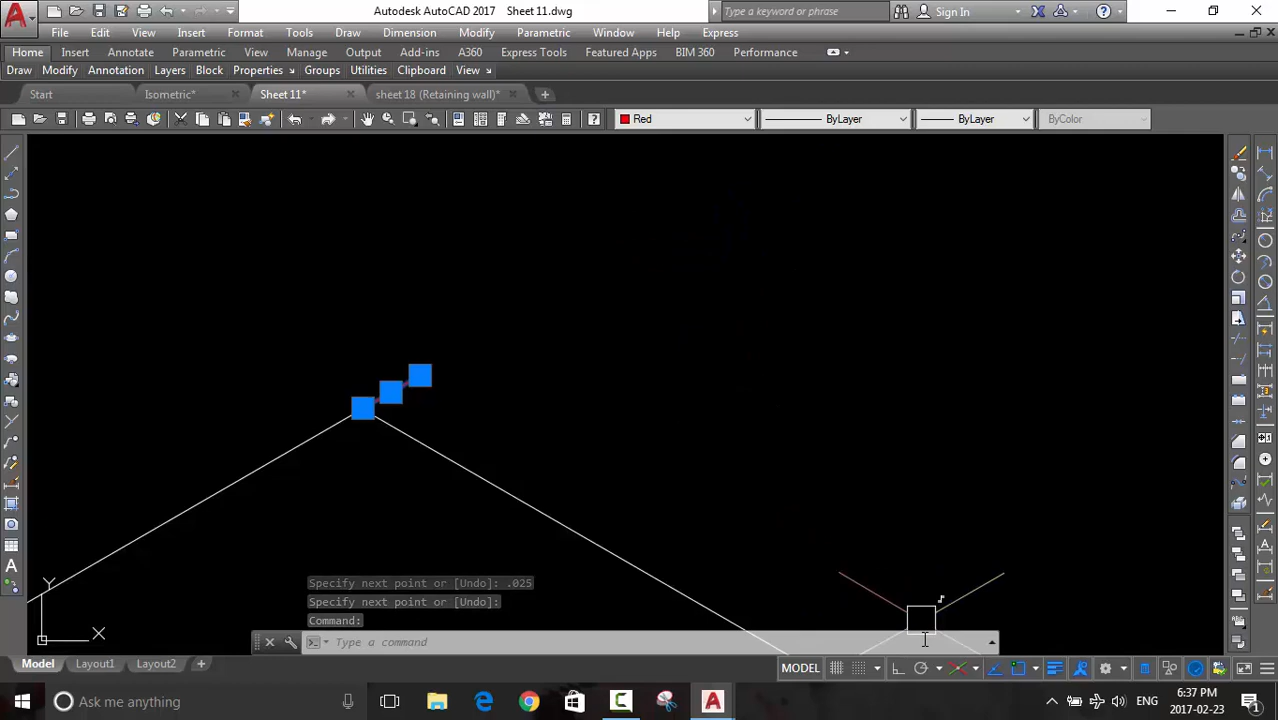 Autodesk AutoCAD 2017 Sheet 11.dwg
Type a keyword or phrase
Sign In
File Edit View Insert Format Tools Draw Dimension Modify Parametric Window Help Express
Home Insert Annotate Parametric View Manage Output Add-ins A360 Express Tools Featured Apps BIM 360 Performance
Draw Modify Annotation Layers Block Properties Groups Utilities Clipboard View
Start Isometric* Sheet 11* sheet 18 (Retaining wall)*
Red ByLayer ByLayer ByColor
Specify next point or [Undo]: .025
Specify next point or [Undo]:
Command:
Type a command
Y
X
Model Layout1 Layout2 +
MODEL
Ask me anything
ENG
6:37 PM
2017-02-23